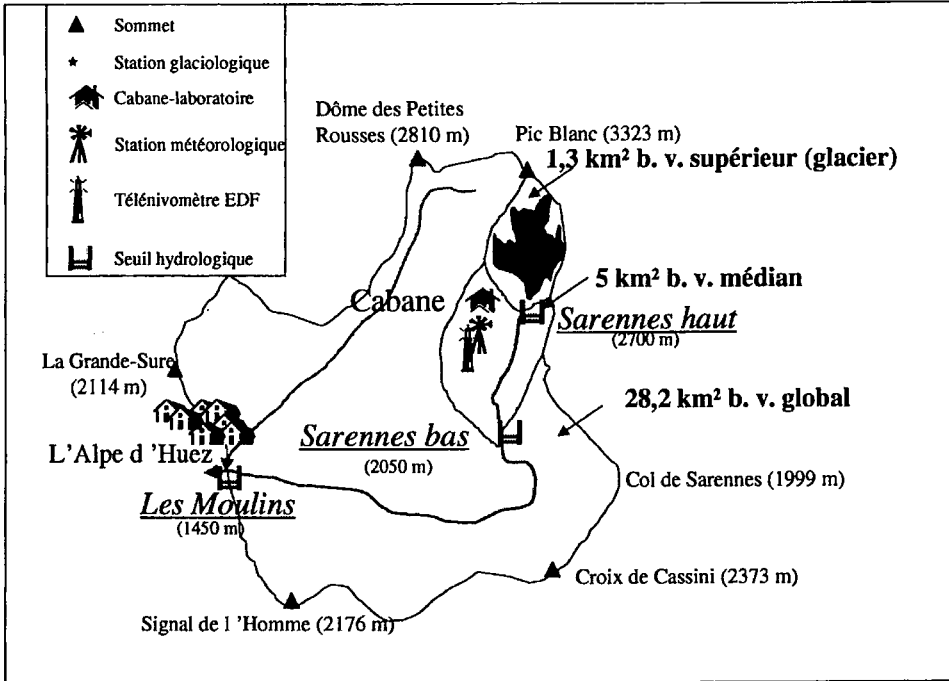 Sommet
Station glaciologique
Cabane-laboratoire
Station météorologique
Télénivomètre EDF
Seuil hydrologique
Dôme des Petites
Rousses (2810 m)
Pic Blanc (3323 m)
1,3 km² b. v. supérieur (glacier)
Cabane
5 km² b. v. médian
Sarennes haut
(2700 m)
La Grande-Sure
(2114 m)
28,2 km² b. v. global
Sarennes bas
(2050 m)
L'Alpe d 'Huez
Col de Sarennes (1999 m)
Les Moulins
(1450 m)
Croix de Cassini (2373 m)
Signal de l 'Homme (2176 m)